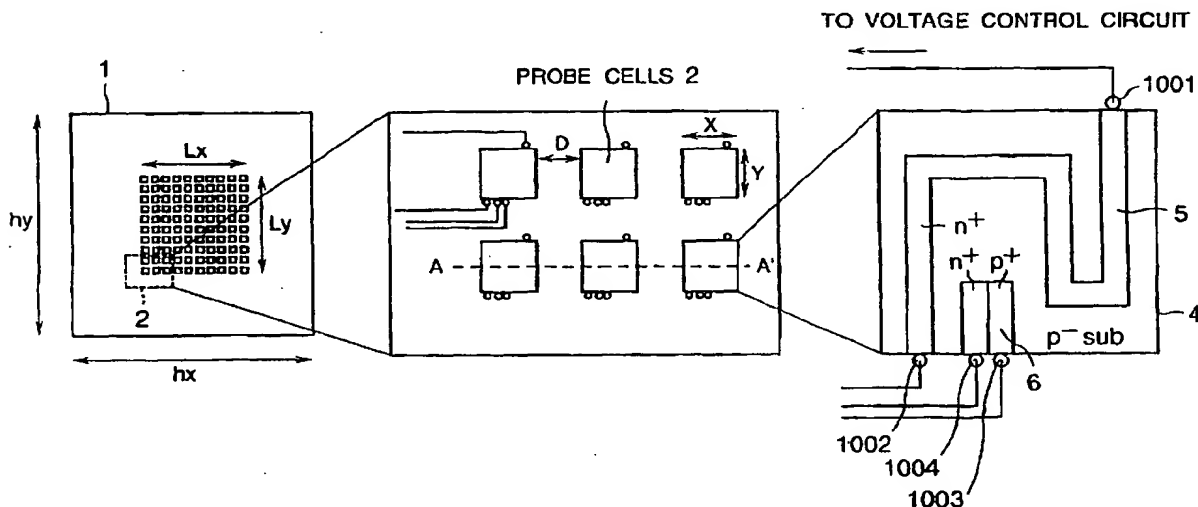 TO VOLTAGE CONTROL CIRCUIT
1
PROBE CELLS 2
1001
Lx
D
X
Y
hy
Ly
5
n+
n+ p+
A
A'
4
2
p− sub
6
hx
1002
1004
1003